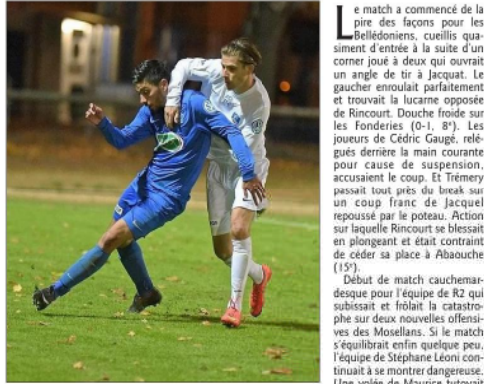 Le match a commencé de la
pire des façons pour les
Bellédoniens, cueillis qua-
siment d'entrée à la suite d'un
corner joué à deux qui ouvrait
un angle de tir à Jacquat. Le
gaucher enroulait parfaitement
et trouvait la lucarne opposée
de Rincourt. Douche froide sur
les Fonderies (0-1, 8e). Les
joueurs de Cédric Gaugé, relé-
gués derrière la main courante
pour cause de suspension,
accusaient le coup. Et Trémery
passait tout près du break sur
un coup franc de Jacquel
repoussé par le poteau. Action
sur laquelle Rincourt se blessait
en plongeant et était contraint
de céder sa place à Abaouche
(15e).
Début de match cauchemar-
desque pour l'équipe de R2 qui
subissait et frôlait la catastro-
phe sur deux nouvelles offensi-
ves des Mosellans. Si le match
s'équilibrait enfin quelque peu,
l'équipe de Stéphane Léoni con-
tinuait à se montrer dangereuse.
Une volée de Maurice tutoyait